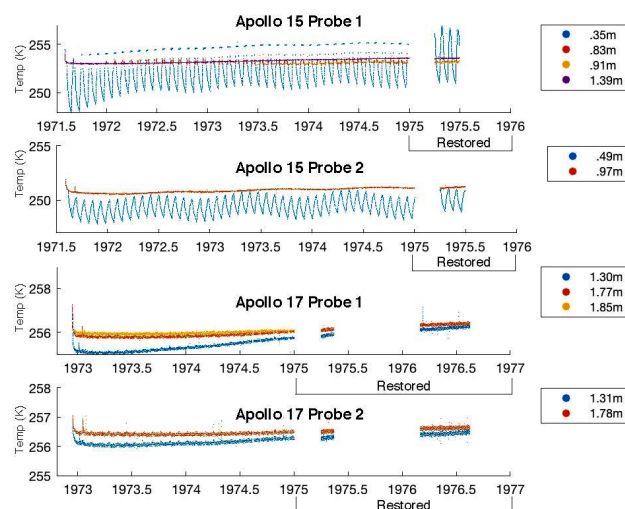 Apollo 15 Probe 1
Temp (K)
255
250
1971.5 1972 1972.5 1973 1973.5 1974 1974.5 1975 1975.5 1976
Restored
.35m
.83m
.91m
1.39m
Apollo 15 Probe 2
255
250
1971.5 1972 1972.5 1973 1973.5 1974 1974.5 1975 1975.5 1976
Restored
.49m
.97m
Apollo 17 Probe 1
Temp (K)
258
256
1973 1973.5 1974 1974.5 1975 1975.5 1976 1976.5 1977
Restored
1.30m
1.77m
1.85m
Apollo 17 Probe 2
Temp (K)
258
257
256
255
1973 1973.5 1974 1974.5 1975 1975.5 1976 1976.5 1977
Restored
1.31m
1.78m